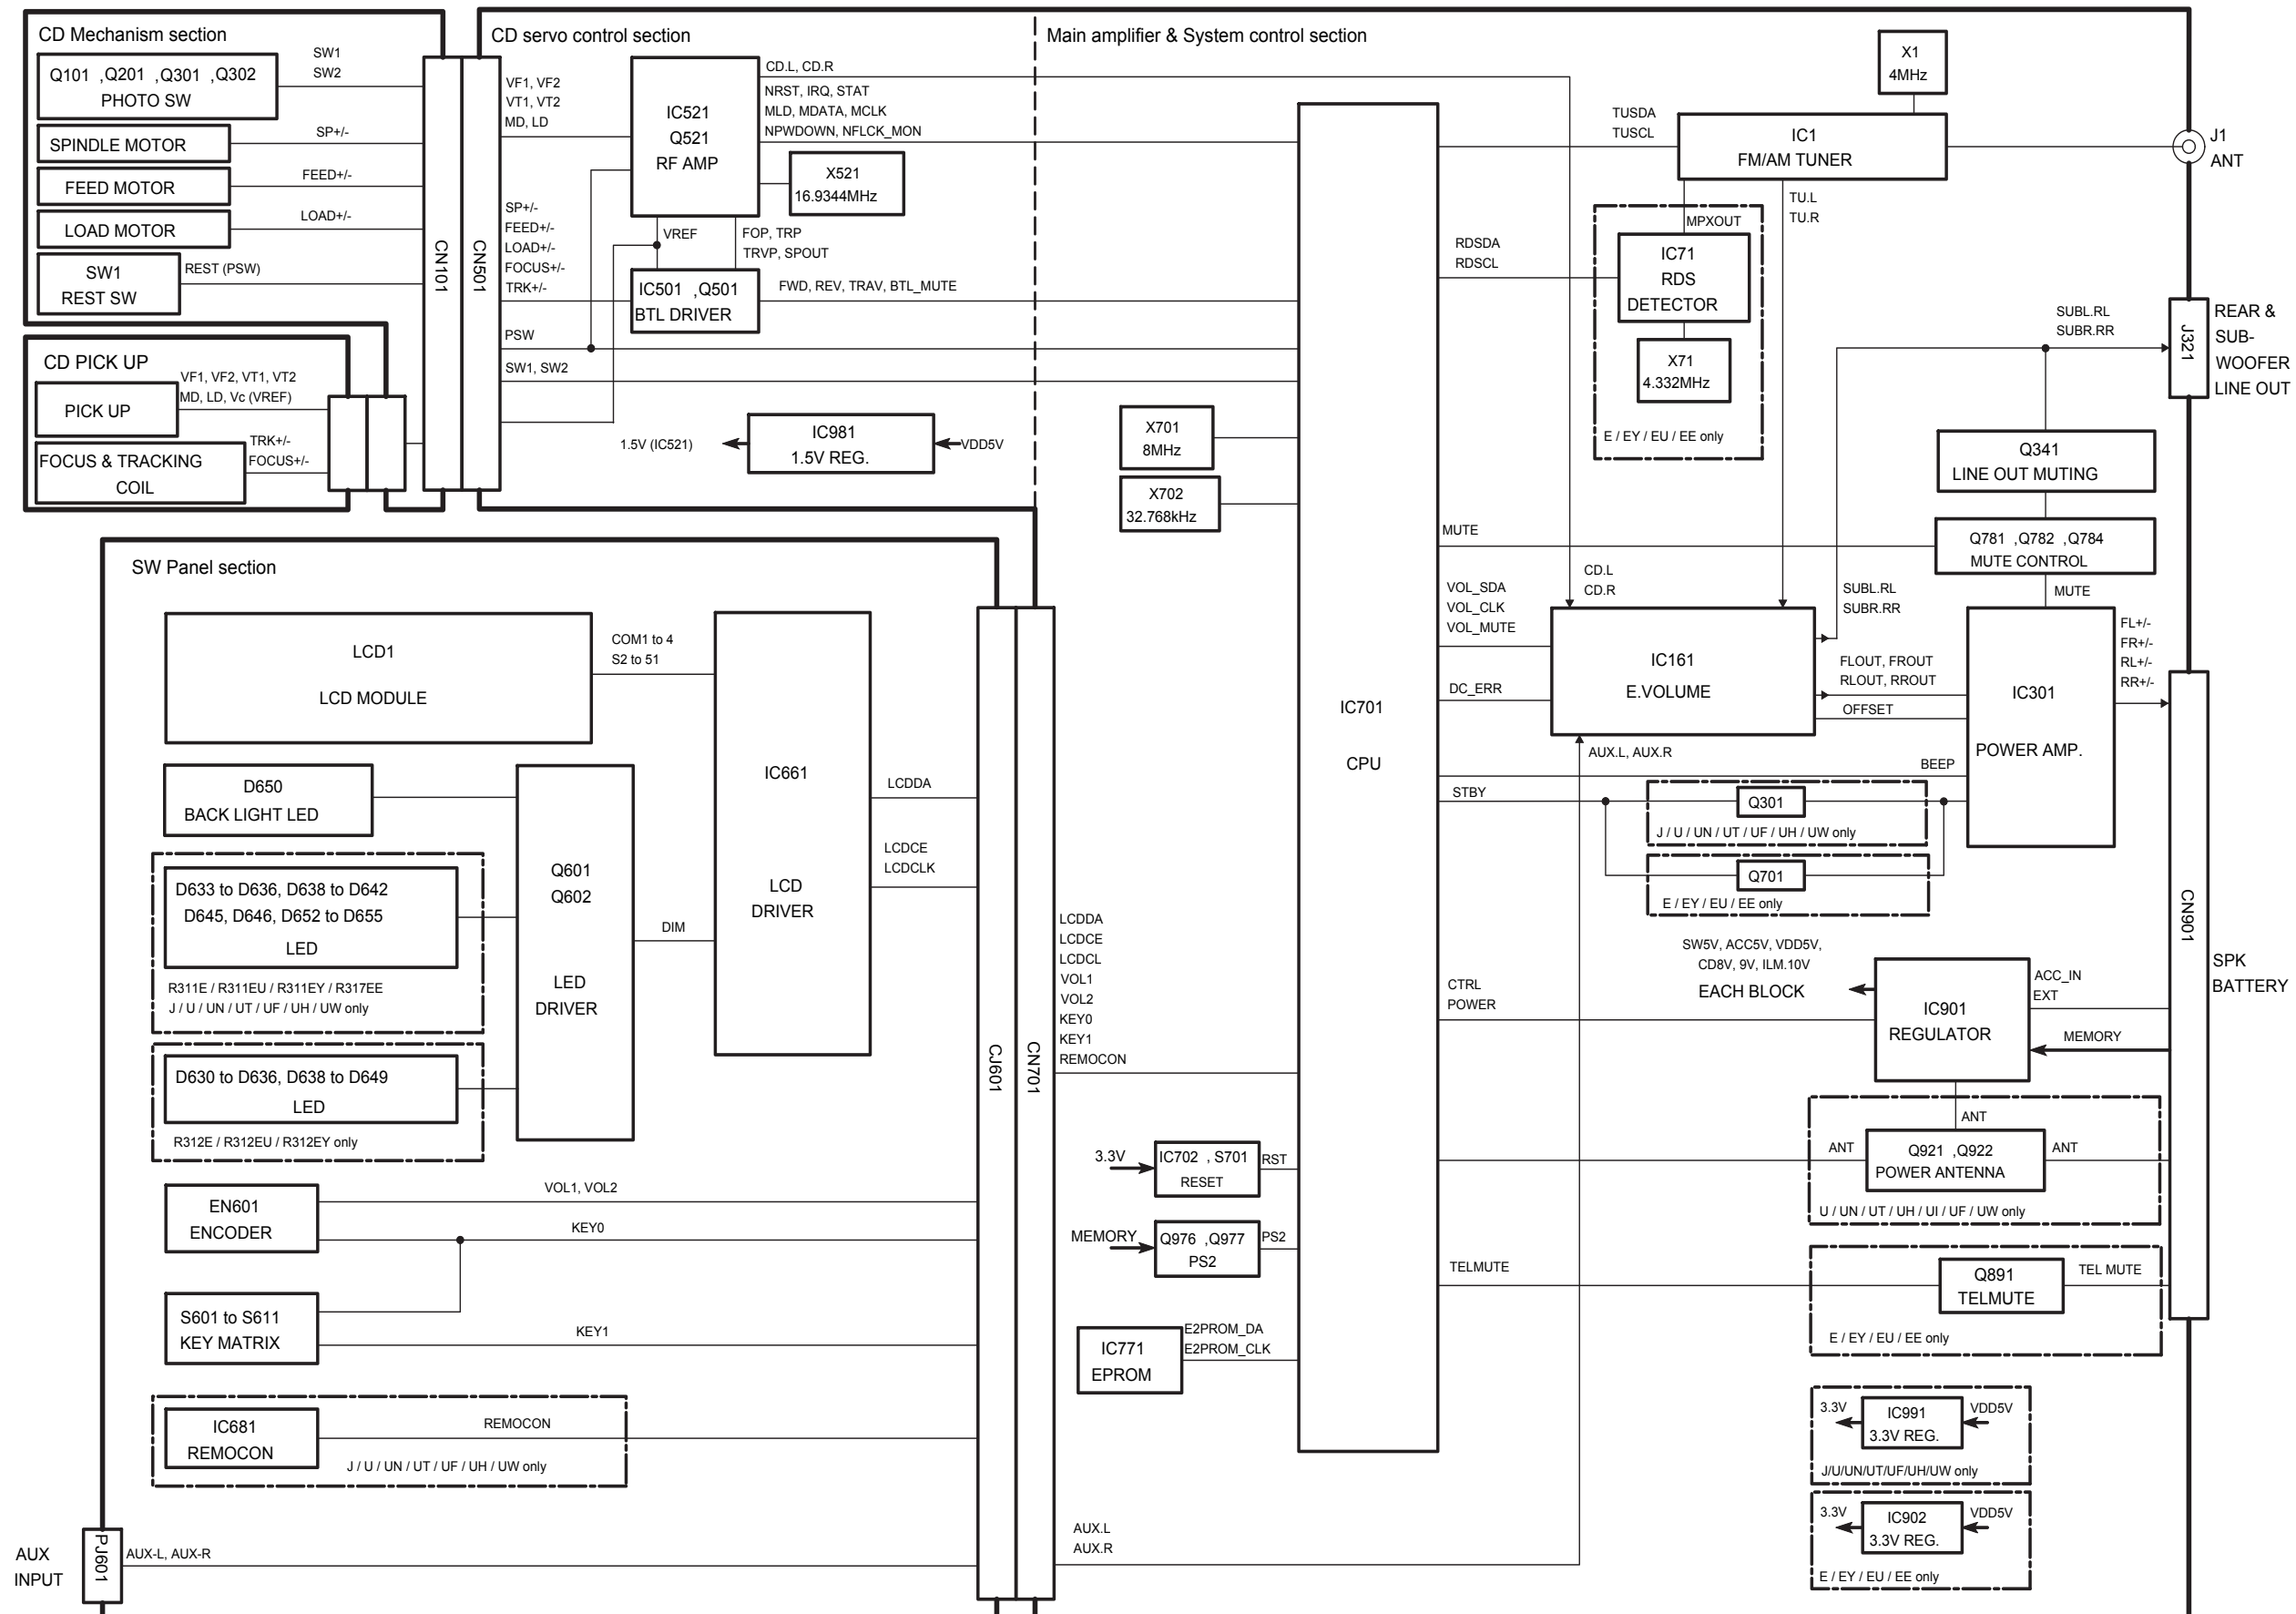 CD Mechanism section
Q101 ,Q201 ,Q301 ,Q302
PHOTO SW
SW1
SW2
SPINDLE MOTOR
SP+/-
FEED MOTOR
FEED+/-
LOAD MOTOR
LOAD+/-
SW1
REST SW
REST (PSW)
CD PICK UP
PICK UP
VF1, VF2, VT1, VT2
MD, LD, Vc (VREF)
FOCUS & TRACKING
COIL
TRK+/-
FOCUS+/-
CN101
CN501
CD servo control section
VF1, VF2
VT1, VT2
MD, LD
IC521
Q521
RF AMP
CD.L, CD.R
NRST, IRQ, STAT
MLD, MDATA, MCLK
NPWDOWN, NFLCK_MON
X521
16.9344MHz
SP+/-
FEED+/-
LOAD+/-
FOCUS+/-
TRK+/-
VREF
FOP, TRP
TRVP, SPOUT
IC501 ,Q501
BTL DRIVER
FWD, REV, TRAV, BTL_MUTE
PSW
SW1, SW2
1.5V (IC521)
IC981
1.5V REG.
VDD5V
Main amplifier & System control section
X1
4MHz
TUSDA
TUSCL
IC1
FM/AM TUNER
J1
ANT
TU.L
TU.R
MPXOUT
RDSDA
RDSCL
IC71
RDS
DETECTOR
X71
4.332MHz
E / EY / EU / EE only
SUBL.RL
SUBR.RR
J321
REAR &
SUB-
WOOFER
LINE OUT
X701
8MHz
X702
32.768kHz
Q341
LINE OUT MUTING
MUTE
Q781 ,Q782 ,Q784
MUTE CONTROL
MUTE
CD.L
CD.R
VOL_SDA
VOL_CLK
VOL_MUTE
SUBL.RL
SUBR.RR
IC161
E.VOLUME
DC_ERR
FLOUT, FROUT
RLOUT, RROUT
OFFSET
IC301
POWER AMP.
FL+/-
FR+/-
RL+/-
RR+/-
IC701
CPU
AUX.L, AUX.R
BEEP
STBY
Q301
J / U / UN / UT / UF / UH / UW only
Q701
E / EY / EU / EE only
CN901
SPK
BATTERY
SW5V, ACC5V, VDD5V,
CD8V, 9V, ILM.10V
EACH BLOCK
CTRL
POWER
IC901
REGULATOR
ACC_IN
EXT
MEMORY
ANT
ANT
Q921 ,Q922
POWER ANTENNA
ANT
U / UN / UT / UH / UI / UF / UW only
TELMUTE
Q891
TELMUTE
TEL MUTE
E / EY / EU / EE only
3.3V
IC991
3.3V REG.
VDD5V
J/U/UN/UT/UF/UH/UW only
3.3V
IC902
3.3V REG.
VDD5V
E / EY / EU / EE only
SW Panel section
LCD1
LCD MODULE
COM1 to 4
S2 to 51
IC661
LCD
DRIVER
LCDDA
LCDCE
LCDCLK
D650
BACK LIGHT LED
Q601
Q602
LED
DRIVER
DIM
D633 to D636, D638 to D642
D645, D646, D652 to D655
LED
R311E / R311EU / R311EY / R317EE
J / U / UN / UT / UF / UH / UW only
D630 to D636, D638 to D649
LED
R312E / R312EU / R312EY only
EN601
ENCODER
VOL1, VOL2
KEY0
S601 to S611
KEY MATRIX
KEY1
IC681
REMOCON
REMOCON
J / U / UN / UT / UF / UH / UW only
AUX
INPUT
PJ601
AUX-L, AUX-R
CJ601
CN701
LCDDA
LCDCE
LCDCL
VOL1
VOL2
KEY0
KEY1
REMOCON
3.3V
IC702 , S701
RESET
RST
MEMORY
Q976 ,Q977
PS2
PS2
IC771
EPROM
E2PROM_DA
E2PROM_CLK
AUX.L
AUX.R